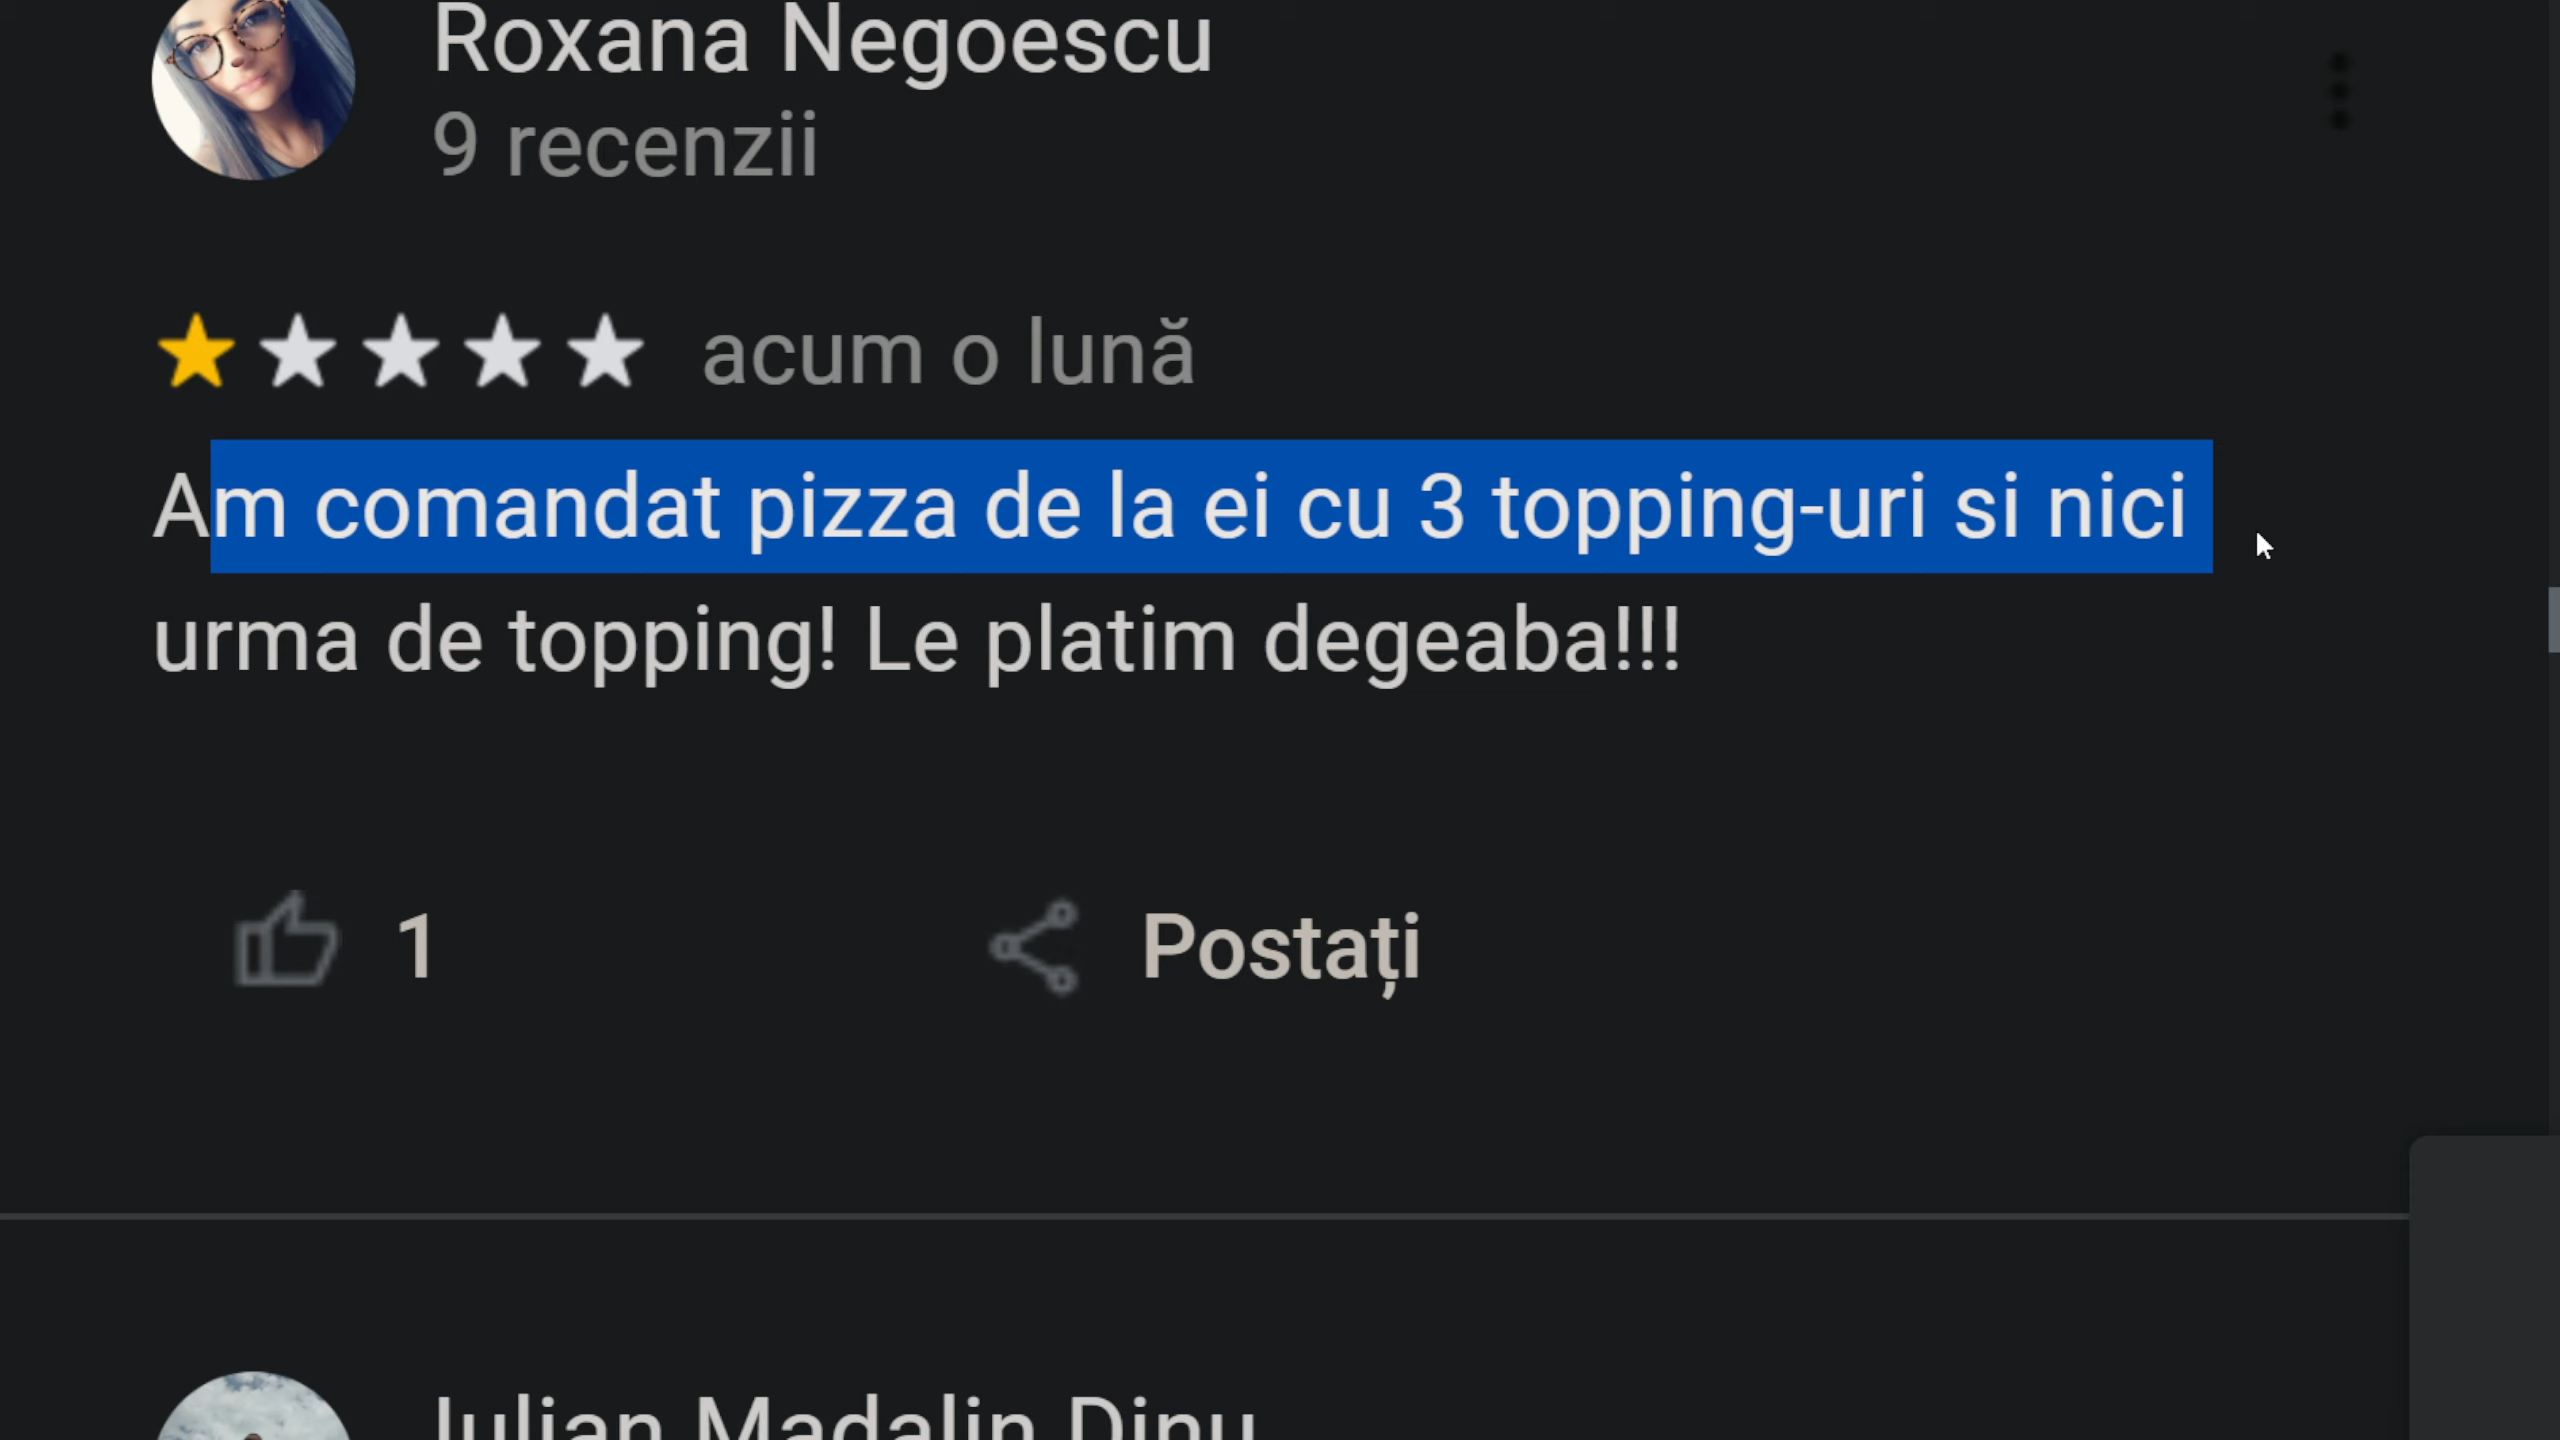 Roxana Negoescu
9 recenzii
acum o lună
Am comandat pizza de la ei cu 3 topping-uri si nici
urma de topping! Le platim degeaba!!!
1
Postați
Iulian Madalin Dinu